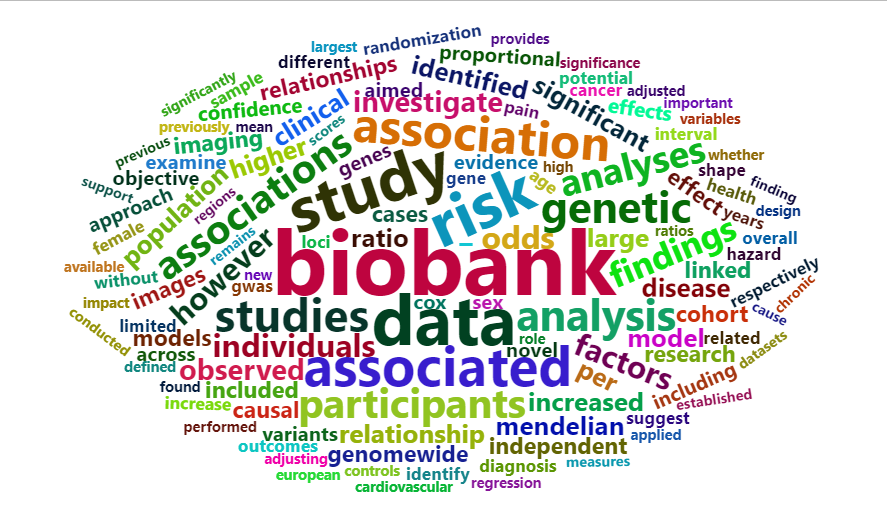 largest
randomization
provides
different
relationships
identified
proportional
significance
significantly
sample
confidence
aimed
potential
cancer
adjusted
previously
mean
clinical
scores
investigate
pain
significant
effects
important
variables
previous
imaging
higher
association
interval
examine
genes
evidence
high
analyses
whether
objective
gene
age
shape
finding
support
population
associations
study
risk
effect
health
approach
regions
cases
genetic
years
design
female
remains
loci
ratio
_
odds
large
ratios
overall
available
without
however
biobank
findings
hazard
images
new
gwas
linked
respectively
impact
cox
sex
disease
chronic
conducted
limited
studies
data
analysis
cohort
cause
models
individuals
role
novel
model
related
across
associated
factors
research
datasets
defined
observed
per
including
found
included
increase
causal
participants
increased
established
performed
variants
relationship
mendelian
suggest
applied
outcomes
genomewide
independent
adjusting
european
controls
identify
diagnosis
measures
cardiovascular
regression